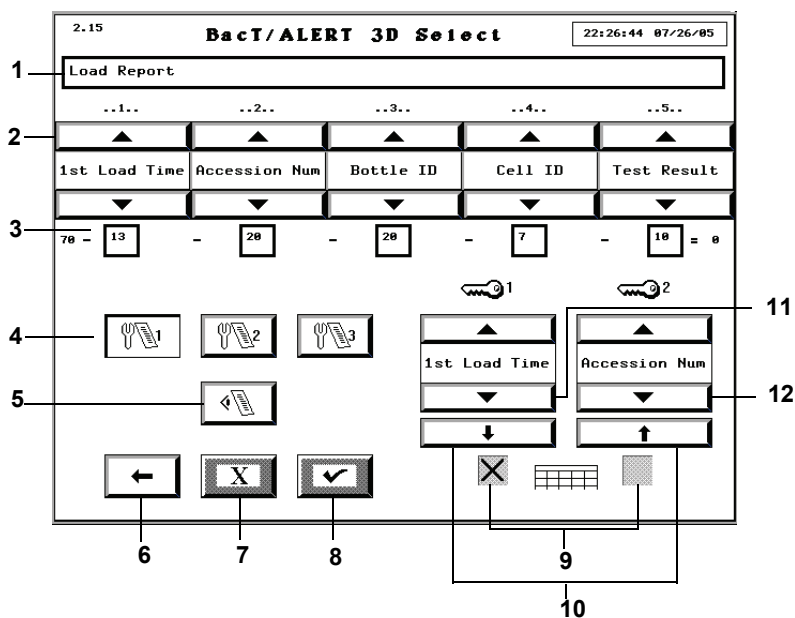 2.15
BacT/ALERT 3D Select
22:26:44 07/26/05
1
Load Report
..1.. ..2.. ..3.. ..4.. ..5..
2
1st Load Time Accession Num Bottle ID Cell ID Test Result
3
70 - 13 - 20 - 20 - 7 - 10 = 0
1 2
11
4
1 2 3
1st Load Time Accession Num
5
12
X
6 7 8
9
10